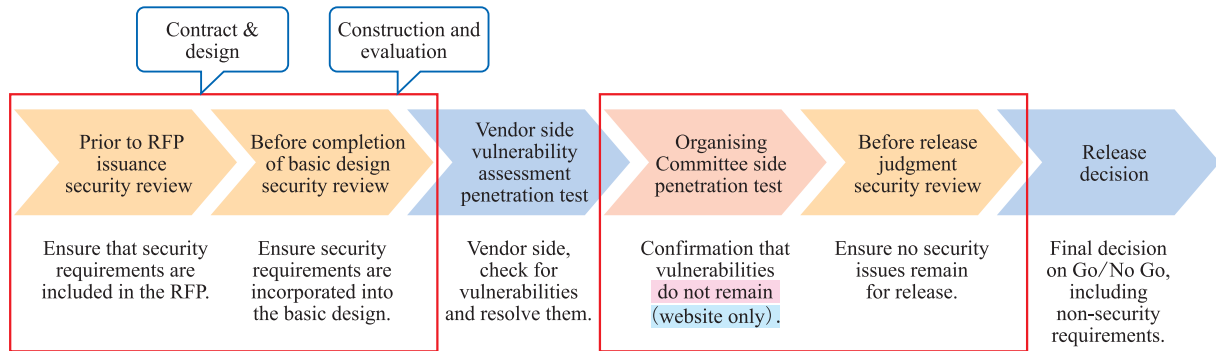 Contract &
design
Construction and
evaluation
Prior to RFP
issuance
security review
Before completion
of basic design
security review
Vendor side
vulnerability
assessment
penetration test
Organising
Committee side
penetration test
Before release
judgment
security review
Release
decision
Ensure that security
requirements are
included in the RFP.
Ensure security
requirements are
incorporated into
the basic design.
Vendor side,
check for
vulnerabilities
and resolve them.
Confirmation that
vulnerabilities
do not remain
(website only).
Ensure no security
issues remain
for release.
Final decision
on Go/No Go,
including
non-security
requirements.